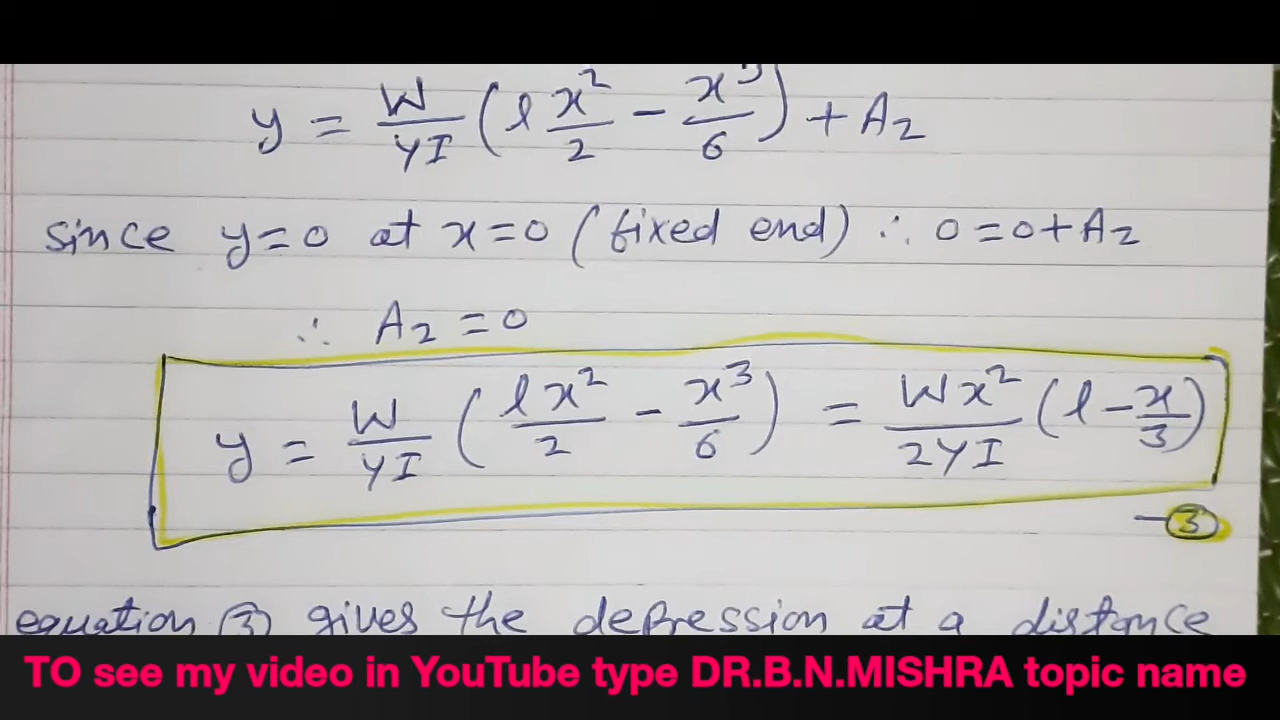 y = W/YI (l x²/2 - x³/6) + A₂
since y=0 at x=0 (fixed end) ∴ 0=0+A₂
∴ A₂ = 0
y = W/YI (lx²/2 - x³/6) = Wx²/2YI (l - x/3)
—③
equation ③ gives the depression at a distance
TO see my video in YouTube type DR.B.N.MISHRA topic name